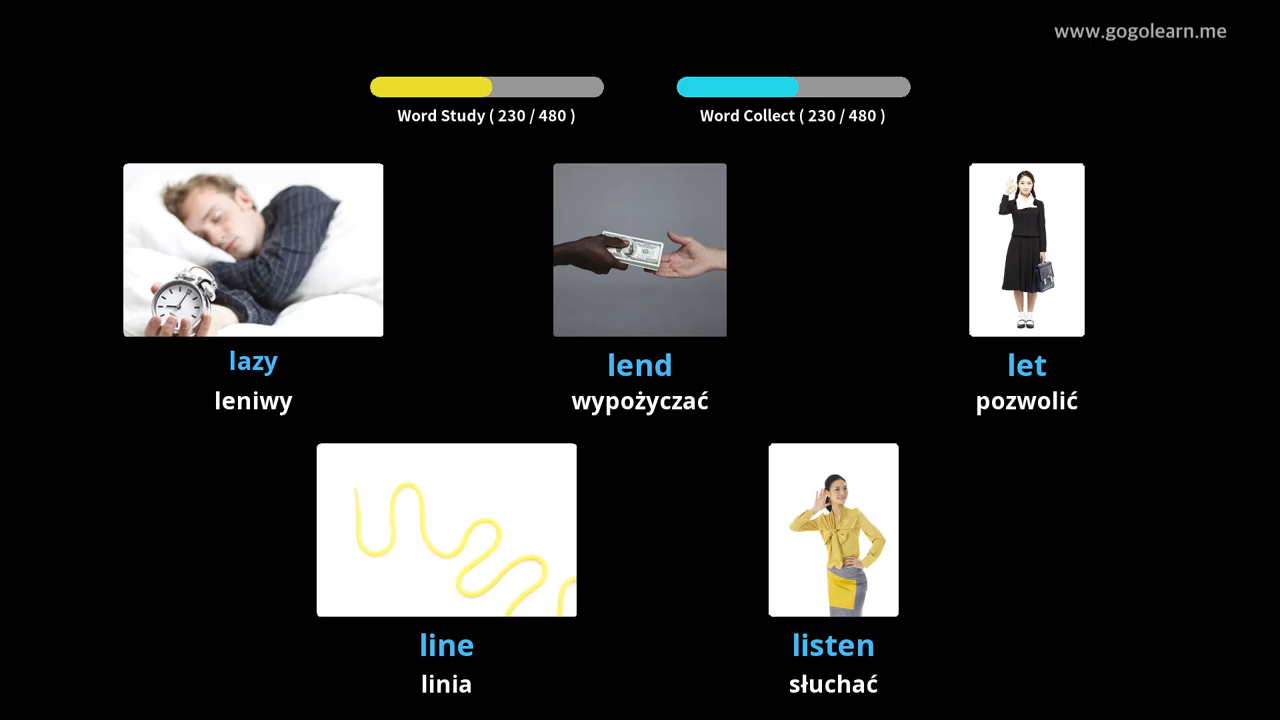 www.gogolearn.me
Word Study ( 230 / 480 )
Word Collect ( 230 / 480 )
lazy
leniwy
lend
wypożyczać
let
pozwolić
line
linia
listen
słuchać